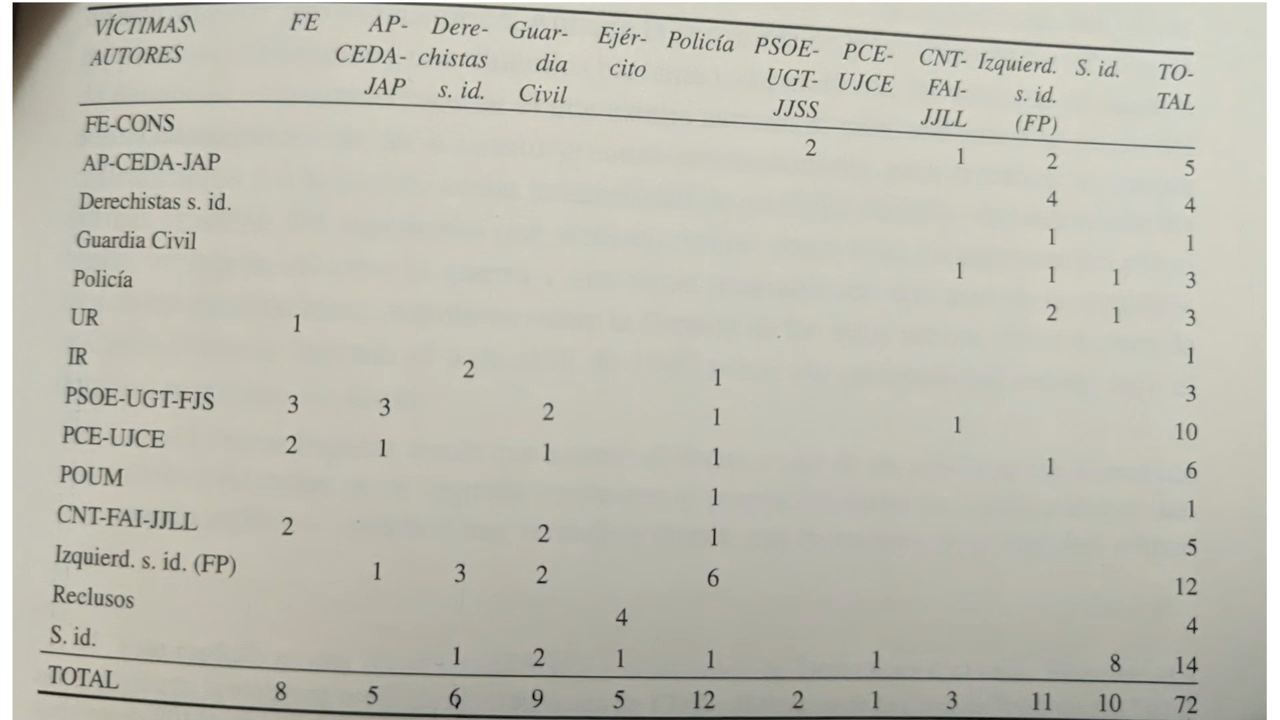 VÍCTIMAS\ FE AP- Dere- Guar- Ejér- Policía PSOE- PCE- CNT- Izquierd. S. id. TO-
AUTORES CEDA- chistas dia cito UGT- UJCE FAI- s. id. TAL
JAP s. id. Civil JJSS JJLL (FP)
FE-CONS 2 1 2 5
AP-CEDA-JAP 4 4
Derechistas s. id. 1 1
Guardia Civil 1 1 1 3
Policía 2 1 3
UR 1 1
IR 2 1 3
PSOE-UGT-FJS 3 3 2 1 1 10
PCE-UJCE 2 1 1 1 1 6
POUM 1 1
CNT-FAI-JJLL 2 2 1 5
Izquierd. s. id. (FP) 1 3 2 6 12
Reclusos 4 4
S. id. 1 2 1 1 1 8 14
TOTAL 8 5 6 9 5 12 2 1 3 11 10 72